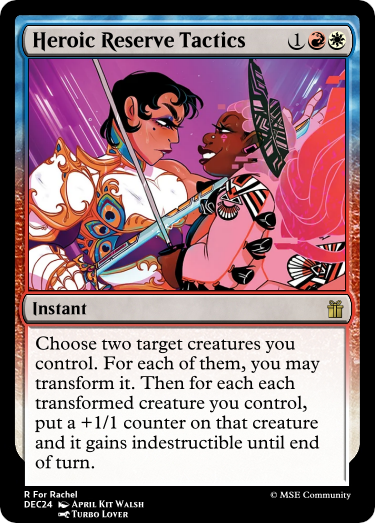 Heroic Reserve Tactics 1
Instant
Choose two target creatures you
control. For each of them, you may
transform it. Then for each each
transformed creature you control,
put a +1/1 counter on that creature
and it gains indestructible until end
of turn.
R For Rachel
DEC24 April Kit Walsh
Turbo Lover
© MSE Community